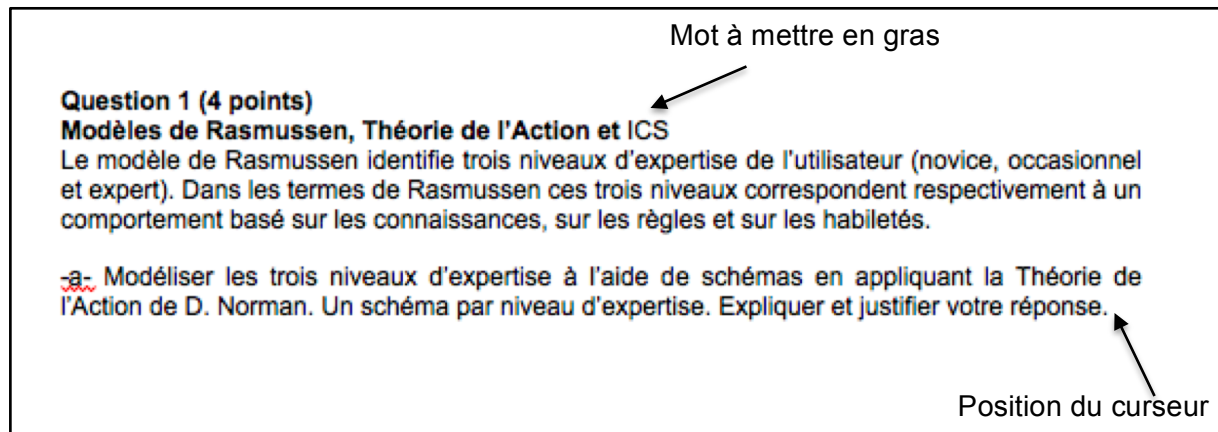 Mot à mettre en gras
Question 1 (4 points)
Modèles de Rasmussen, Théorie de l'Action et ICS
Le modèle de Rasmussen identifie trois niveaux d'expertise de l'utilisateur (novice, occasionnel
et expert). Dans les termes de Rasmussen ces trois niveaux correspondent respectivement à un
comportement basé sur les connaissances, sur les règles et sur les habiletés.
-a- Modéliser les trois niveaux d'expertise à l'aide de schémas en appliquant la Théorie de
l'Action de D. Norman. Un schéma par niveau d'expertise. Expliquer et justifier votre réponse.
Position du curseur